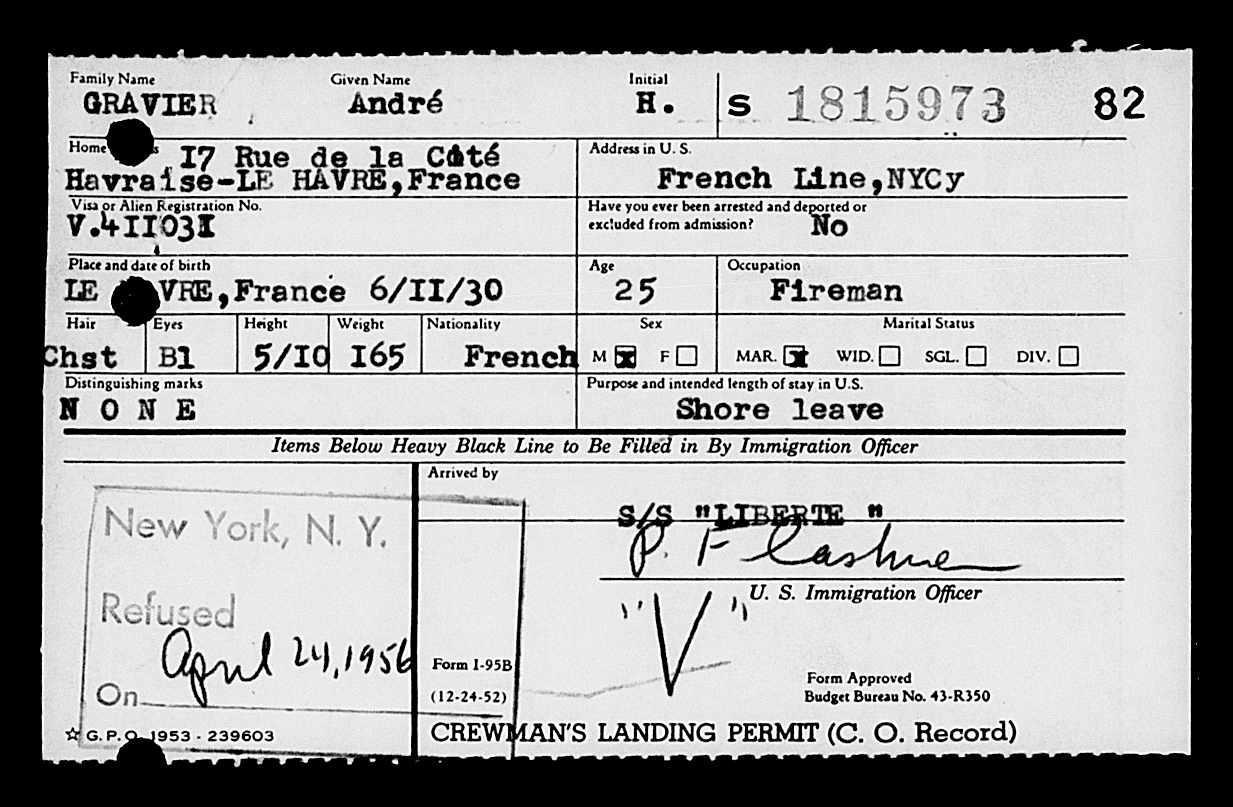 Family Name Given Name Initial
GRAVIER André H. S 1815973 82
Home I7 Rue de la Côté
Havraise-LE HAVRE,France
Address in U. S.
French Line,NYCy
Visa or Alien Registration No.
V.4II03I
Have you ever been arrested and deported or
excluded from admission? No
Place and date of birth
LE VRE,France 6/II/30
Age
25
Occupation
Fireman
Hair Eyes Height Weight Nationality
Chst Bl 5/I0 I65 French
Sex
M x F
Marital Status
MAR. x WID. SGL. DIV.
Distinguishing marks
N O N E
Purpose and intended length of stay in U.S.
Shore leave
Items Below Heavy Black Line to Be Filled in By Immigration Officer
New York, N. Y.
Refused
April 24, 1956
On
Arrived by
S/S "LIBERTE "
P. F
U. S. Immigration Officer
"V"
Form I-95B
(12-24-52)
Form Approved
Budget Bureau No. 43-R350
☆ G. P. O. 1953 - 239603
CREWMAN'S LANDING PERMIT (C. O. Record)